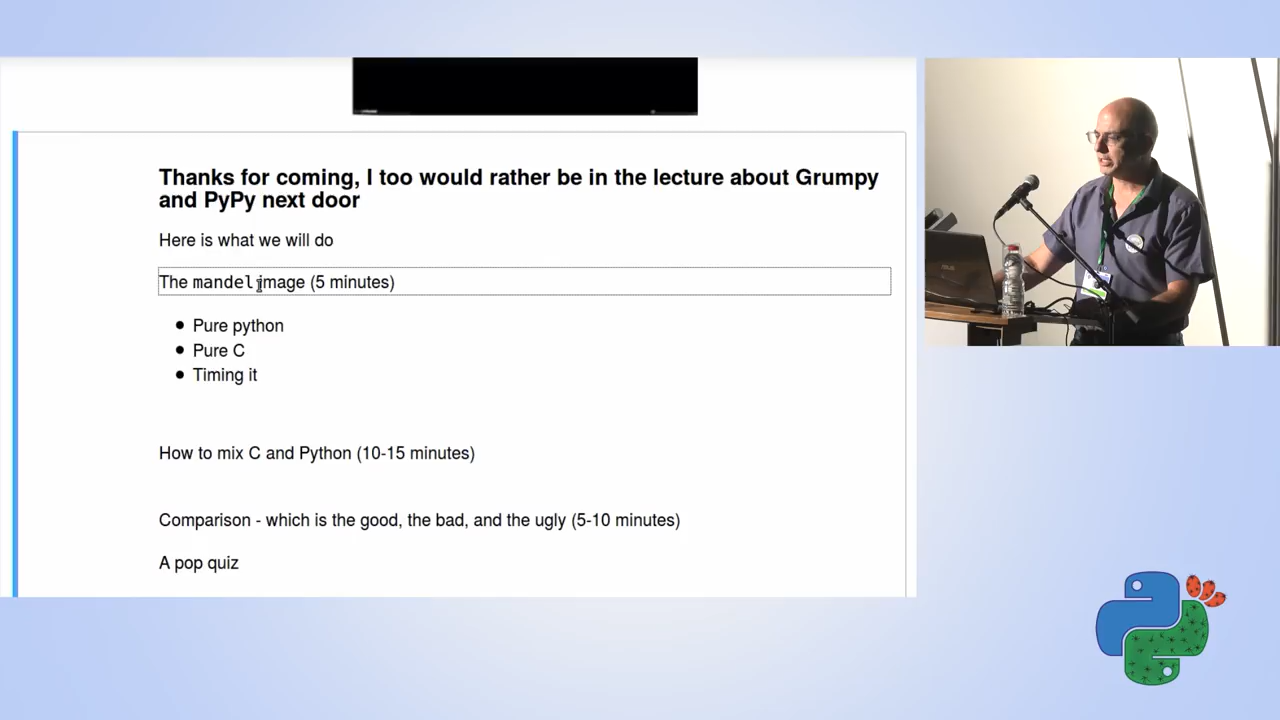 Thanks for coming, I too would rather be in the lecture about Grumpy
and PyPy next door
Here is what we will do
The mandel image (5 minutes)
Pure python
Pure C
Timing it
How to mix C and Python (10-15 minutes)
Comparison - which is the good, the bad, and the ugly (5-10 minutes)
A pop quiz